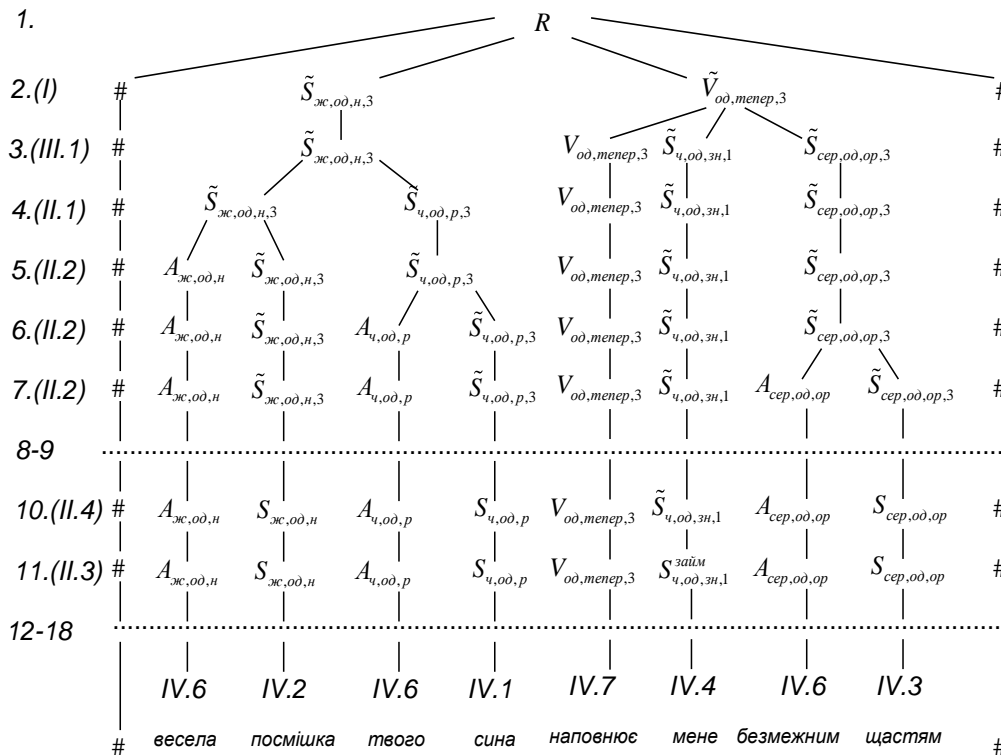 1. R
2.(I) # S̃ж,од,н,3 Ṽод,тепер,3 #
3.(III.1) # S̃ж,од,н,3 Vод,тепер,3 S̃ч,од,зн,1 S̃сер,од,ор,3 #
4.(II.1) # S̃ж,од,н,3 S̃ч,од,р,3 Vод,тепер,3 S̃ч,од,зн,1 S̃сер,од,ор,3 #
5.(II.2) # Aж,од,н S̃ж,од,н,3 S̃ч,од,р,3 Vод,тепер,3 S̃ч,од,зн,1 S̃сер,од,ор,3 #
6.(II.2) # Aж,од,н S̃ж,од,н,3 Aч,од,р S̃ч,од,р,3 Vод,тепер,3 S̃ч,од,зн,1 S̃сер,од,ор,3 #
7.(II.2) # Aж,од,н S̃ж,од,н,3 Aч,од,р S̃ч,од,р,3 Vод,тепер,3 S̃ч,од,зн,1 Aсер,од,ор S̃сер,од,ор,3 #
8-9
10.(II.4) # Aж,од,н Sж,од,н Aч,од,р Sч,од,р Vод,тепер,3 S̃ч,од,зн,1 Aсер,од,ор Sсер,од,ор #
11.(II.3) # Aж,од,н Sж,од,н Aч,од,р Sч,од,р Vод,тепер,3 Sзаймч,од,зн,1 Aсер,од,ор Sсер,од,ор #
12-18
IV.6 IV.2 IV.6 IV.1 IV.7 IV.4 IV.6 IV.3
# весела посмішка твого сина наповнює мене безмежним щастям #